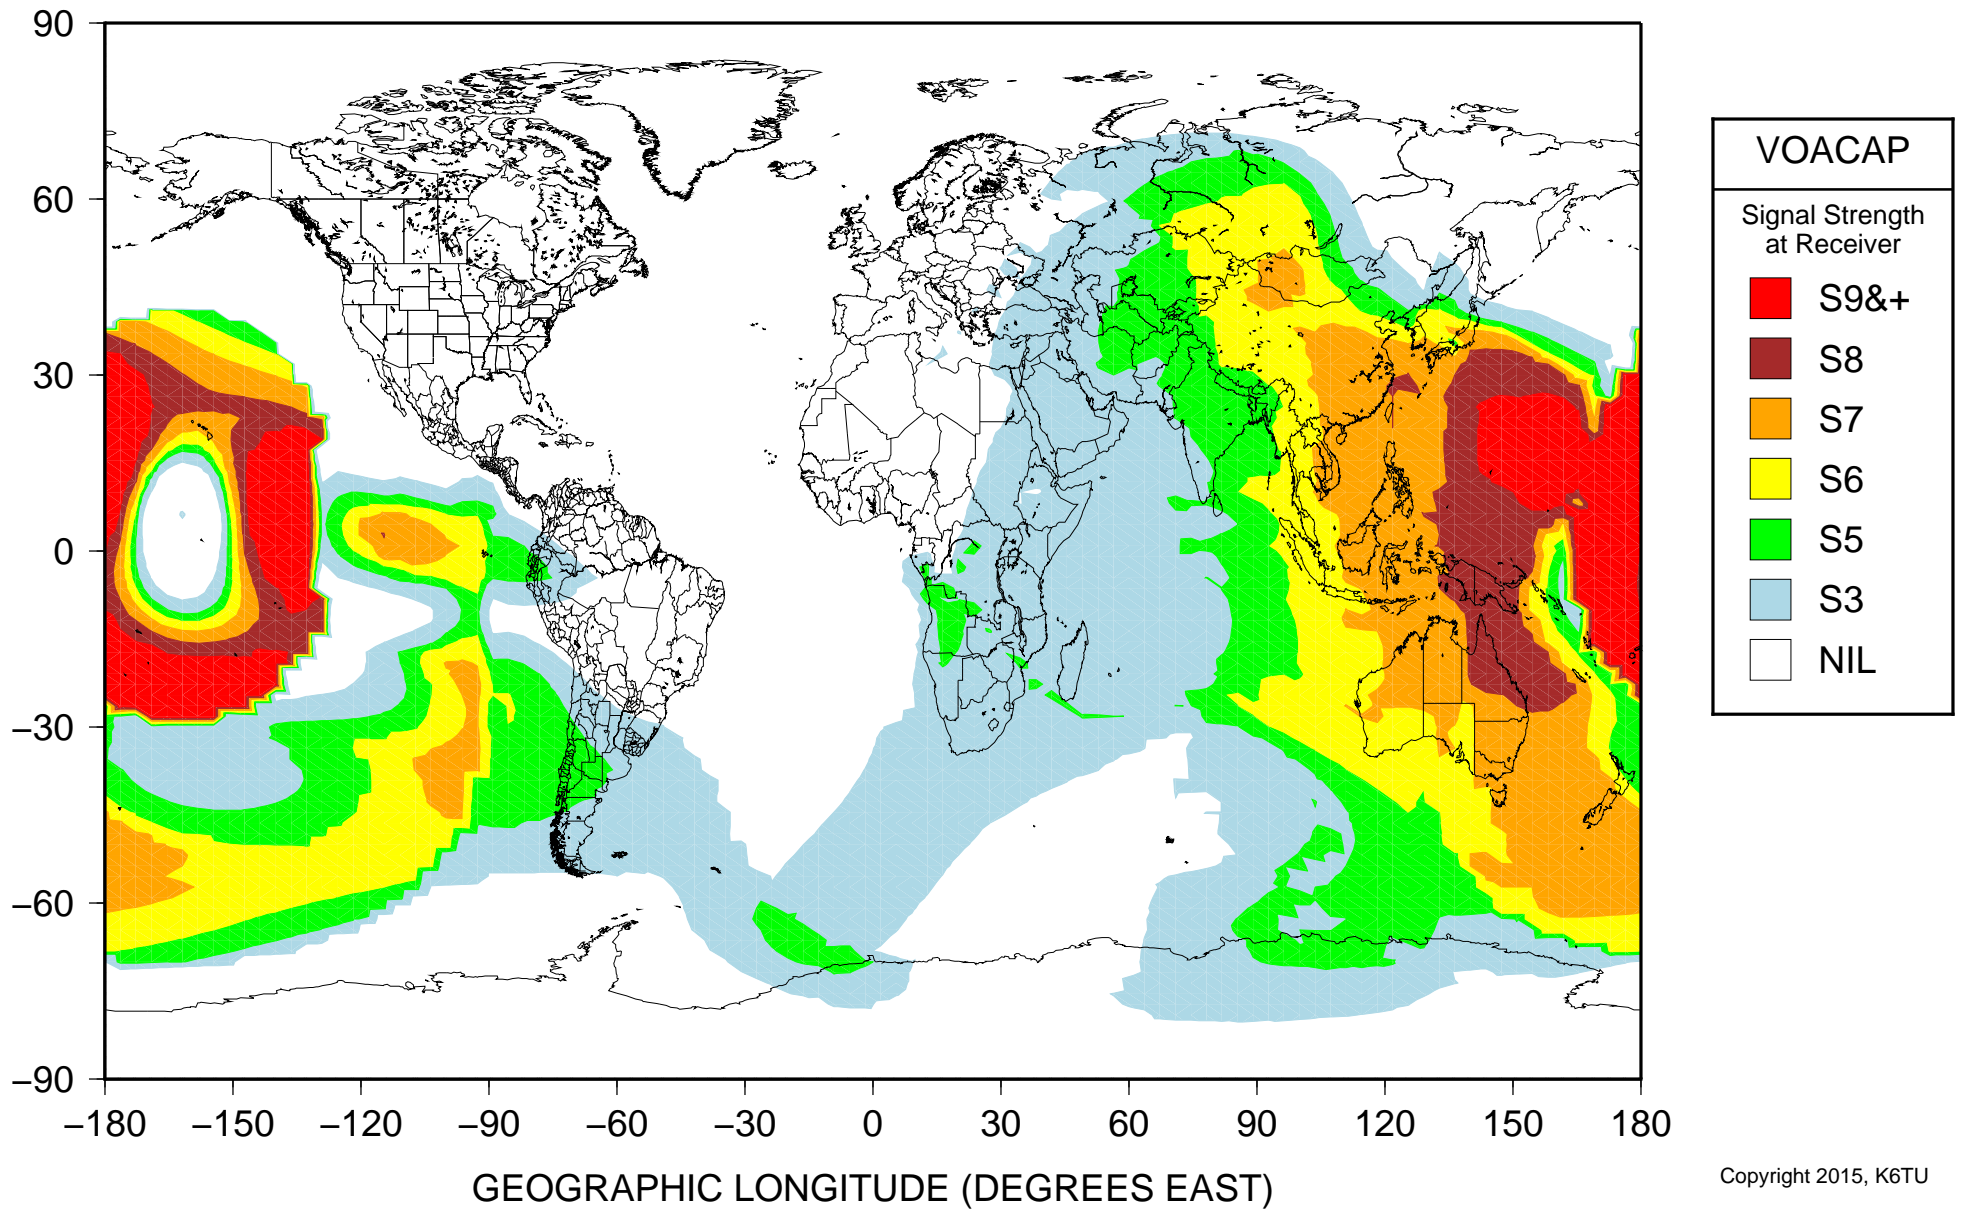 90
60
30
0
−30
−60
−90
−180 −150 −120 −90 −60 −30 0 30 60 90 120 150 180
GEOGRAPHIC LONGITUDE (DEGREES EAST)
VOACAP
Signal Strength
at Receiver
S9&+
S8
S7
S6
S5
S3
NIL
Copyright 2015, K6TU